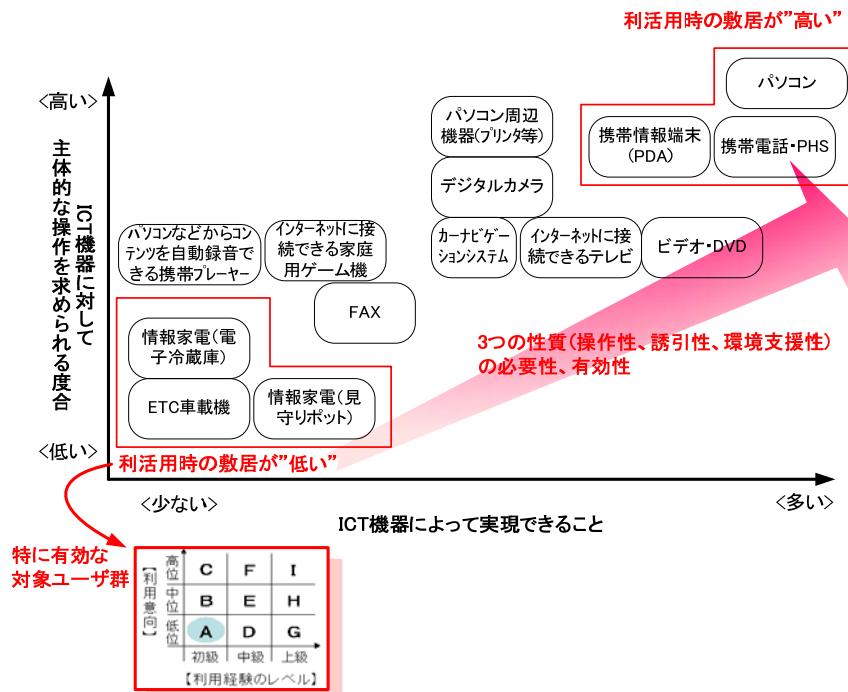 利活用時の敷居が”高い”
<高い>
ICT機器に対して
主体的な操作を求められる度合
<低い>
パソコン
パソコン周辺
機器(プリンタ等)
携帯情報端末
(PDA)
携帯電話・PHS
デジタルカメラ
パソコンなどからコン
テンツを自動録音で
きる携帯プレーヤー
インターネットに接
続できる家庭
用ゲーム機
カーナビゲー
ションシステム
インターネットに接
続できるテレビ
ビデオ・DVD
FAX
情報家電(電
子冷蔵庫)
3つの性質(操作性、誘引性、環境支援性)
の必要性、有効性
ETC車載機
情報家電(見
守りポット)
利活用時の敷居が”低い”
<少ない>
<多い>
ICT機器によって実現できること
特に有効な
対象ユーザ群
【利用意向】
高位 C F I
中位 B E H
低位 A D G
初級 中級 上級
【利用経験のレベル】